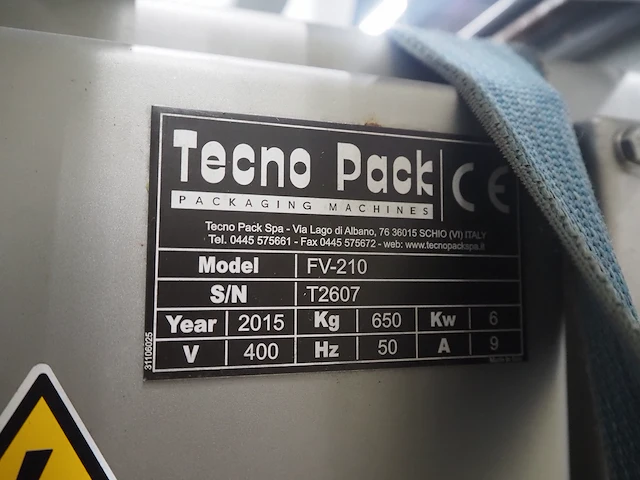 Tecno Pack
PACKAGING MACHINES
CE
Tecno Pack Spa - Via Lago di Albano, 76 36015 SCHIO (VI) ITALY
Tel. 0445 575661 - Fax 0445 575672 - web: www.tecnopackspa.it
Model FV-210
S/N T2607
Year 2015 Kg 650 Kw 6
V 400 Hz 50 A 9
31106025